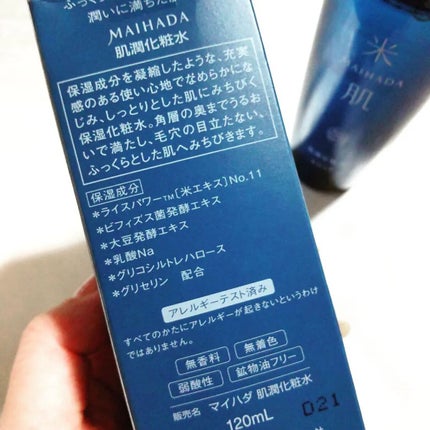 ふっくらとした
潤いに満ちた
MAIHADA
肌潤化粧水
保湿成分を凝縮したような、充実
感のある使い心地でなめらかにな
じみ、しっとりとした肌にみちびく
保湿化粧水。角層の奥までうるお
いで満たし、毛穴の目立たない、
ふっくらとした肌へみちびきます。
保湿成分
*ライスパワー™〔米エキス〕No.11
*ビフィズス菌発酵エキス
*大豆発酵エキス
*乳酸Na
*グリコシルトレハロース
*グリセリン 配合
アレルギーテスト済み
すべてのかたにアレルギーが起きないというわけ
ではありません。
無香料 無着色
弱酸性 鉱物油フリー
販売名 マイハダ 肌潤化粧水
120mL
021
米
MAIHADA
肌